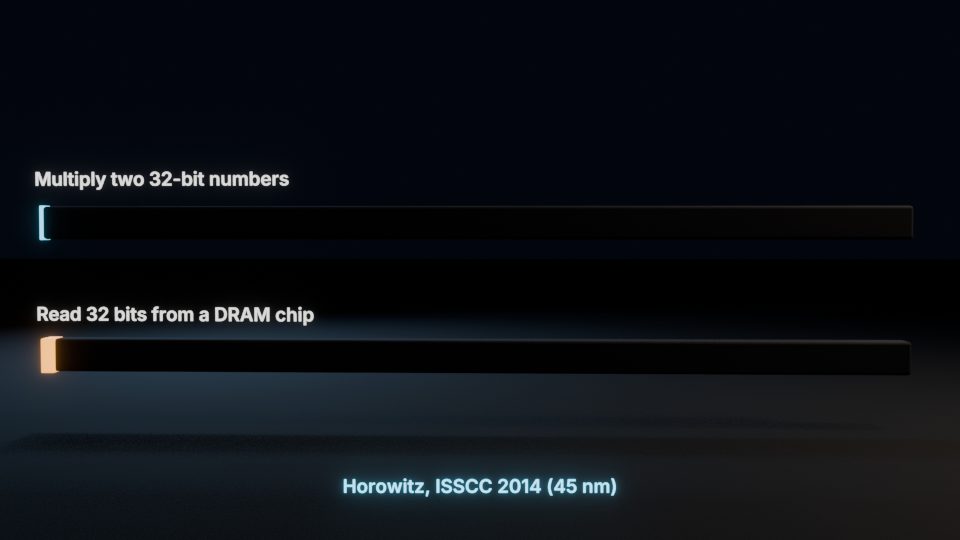 Multiply two 32-bit numbers
Read 32 bits from a DRAM chip
Horowitz, ISSCC 2014 (45 nm)